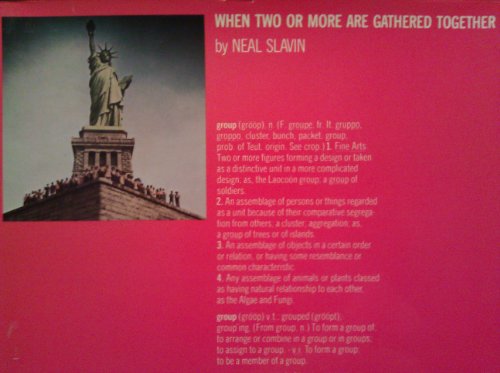 WHEN TWO OR MORE ARE GATHERED TOGETHER
by NEAL SLAVIN
group (groop), n. (F. groupe, fr. It. gruppo,
groppo, cluster, bunch, packet, group,
prob. of Teut. origin. See crop.) 1. Fine Arts
Two or more figures forming a design or taken
as a distinctive unit in a more complicated
design; as, the Laocoön group; a group of
soldiers.
2. An assemblage of persons or things regarded
as a unit because of their comparative segrega-
tion from others; a cluster; aggregation; as,
a group of trees or of islands.
3. An assemblage of objects in a certain order
or relation, or having some resemblance or
common characteristic.
4. Any assemblage of animals or plants classed
as having natural relationship to each other,
as the Algae and Fungi.
group (groop) v.t.; grouped (groopt);
group´ing. (From group, n.) To form a group of;
to arrange or combine in a group or in groups;
to assign to a group. - v.i. To form a group;
to be a member of a group.